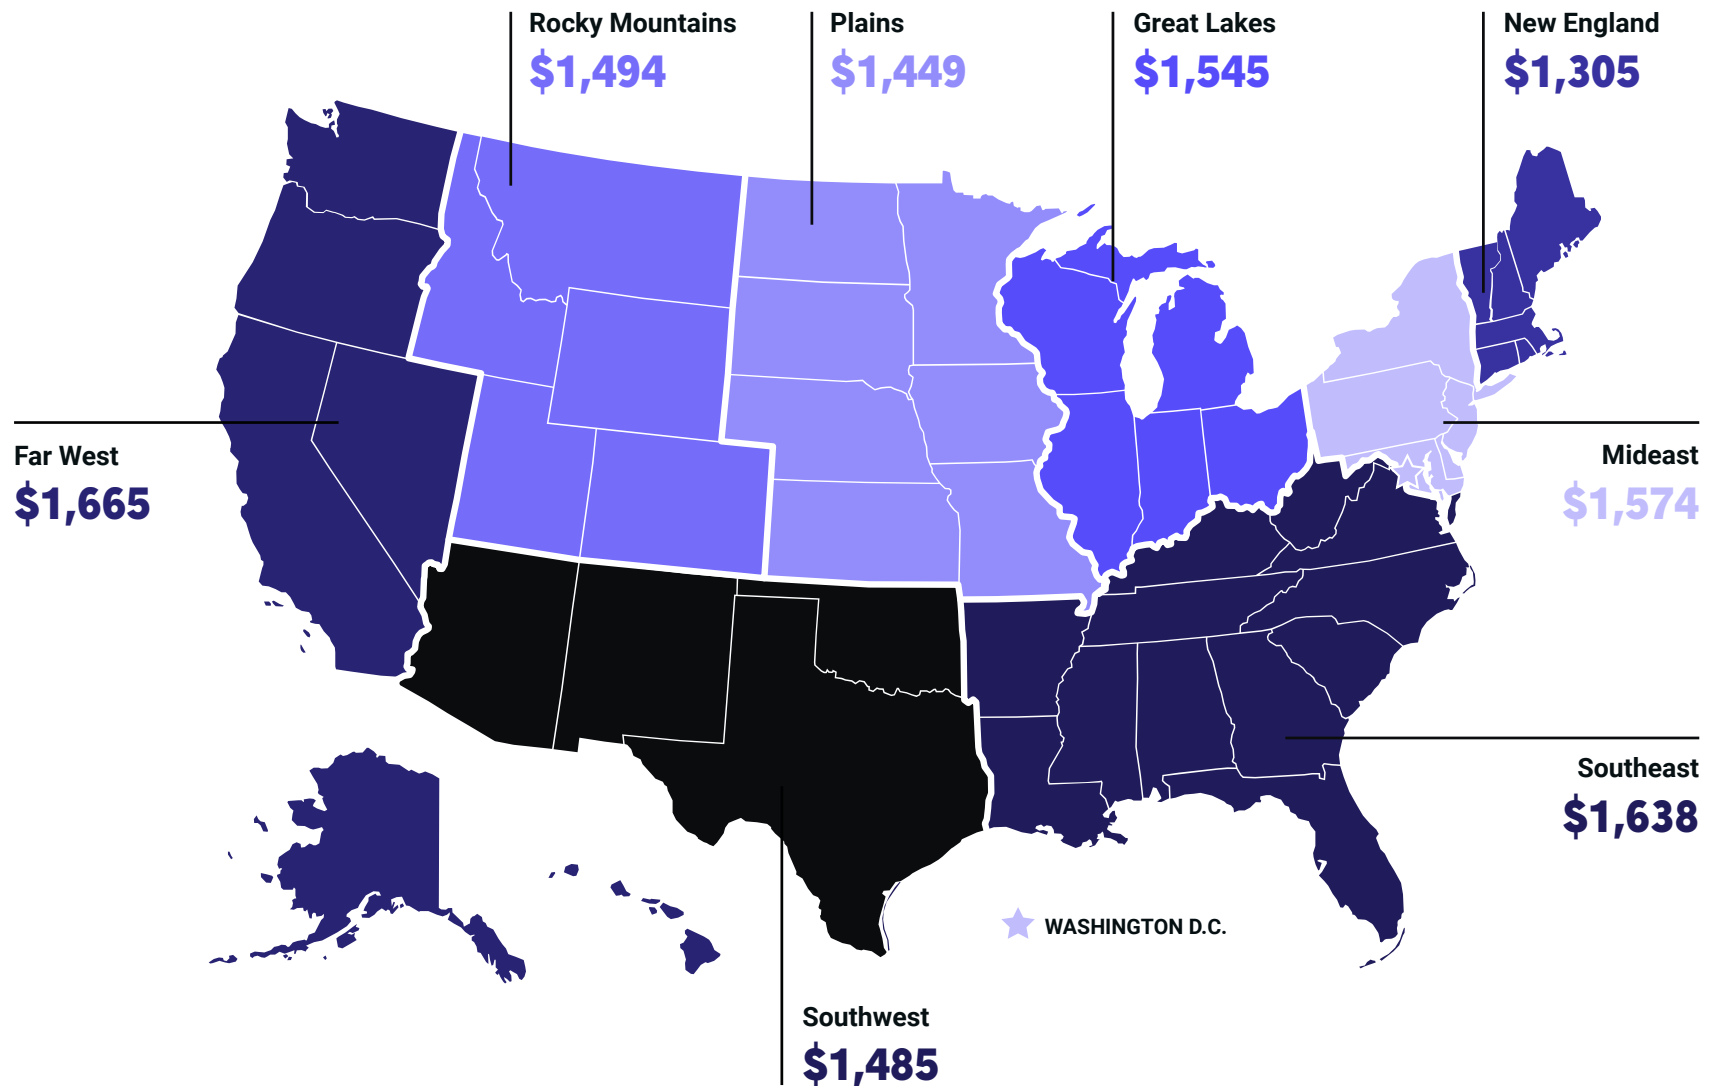 Rocky Mountains
$1,494
Plains
$1,449
Great Lakes
$1,545
New England
$1,305
Far West
$1,665
Mideast
$1,574
Southeast
$1,638
WASHINGTON D.C.
Southwest
$1,485